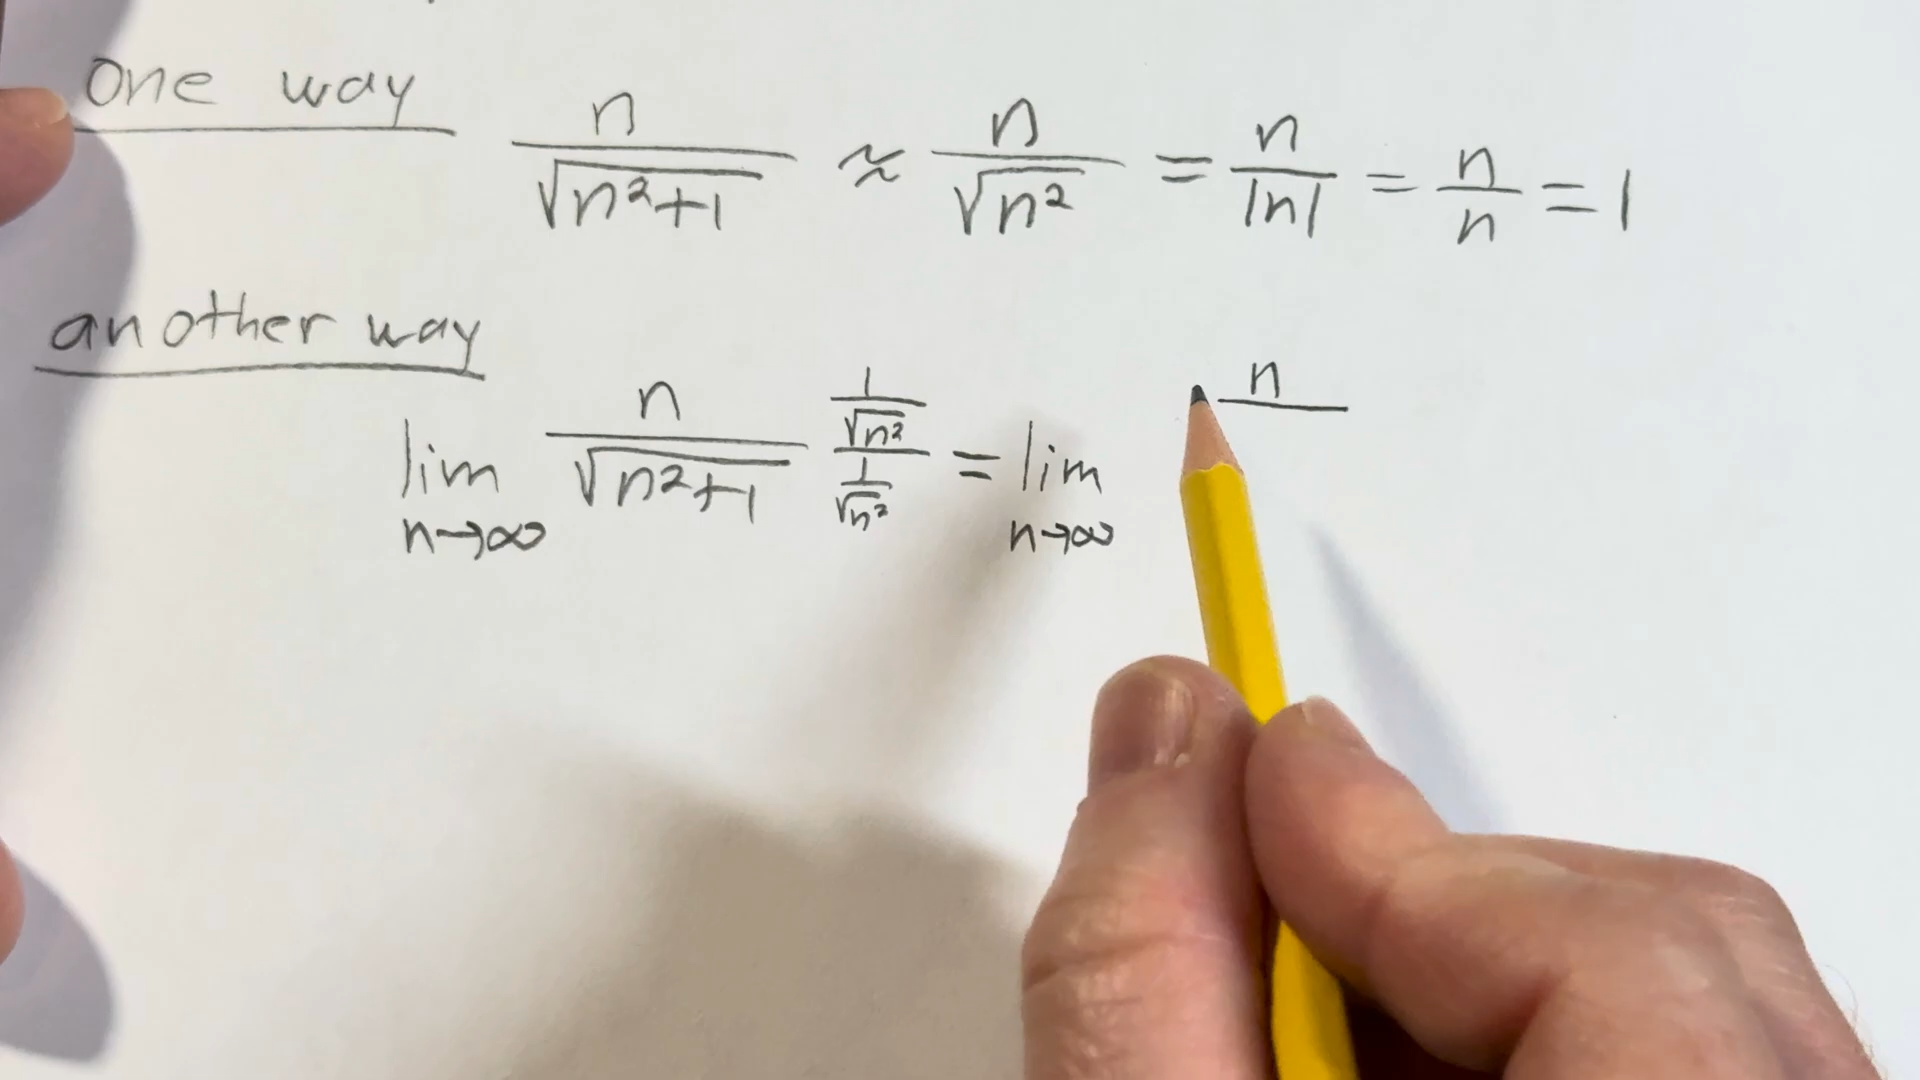 one way n/√(n²+1) ≈ n/√(n²) = n/|n| = n/n = 1
another way
lim n→∞ n/√(n²+1) (1/√(n²))/(1/√(n²)) = lim n→∞ n/